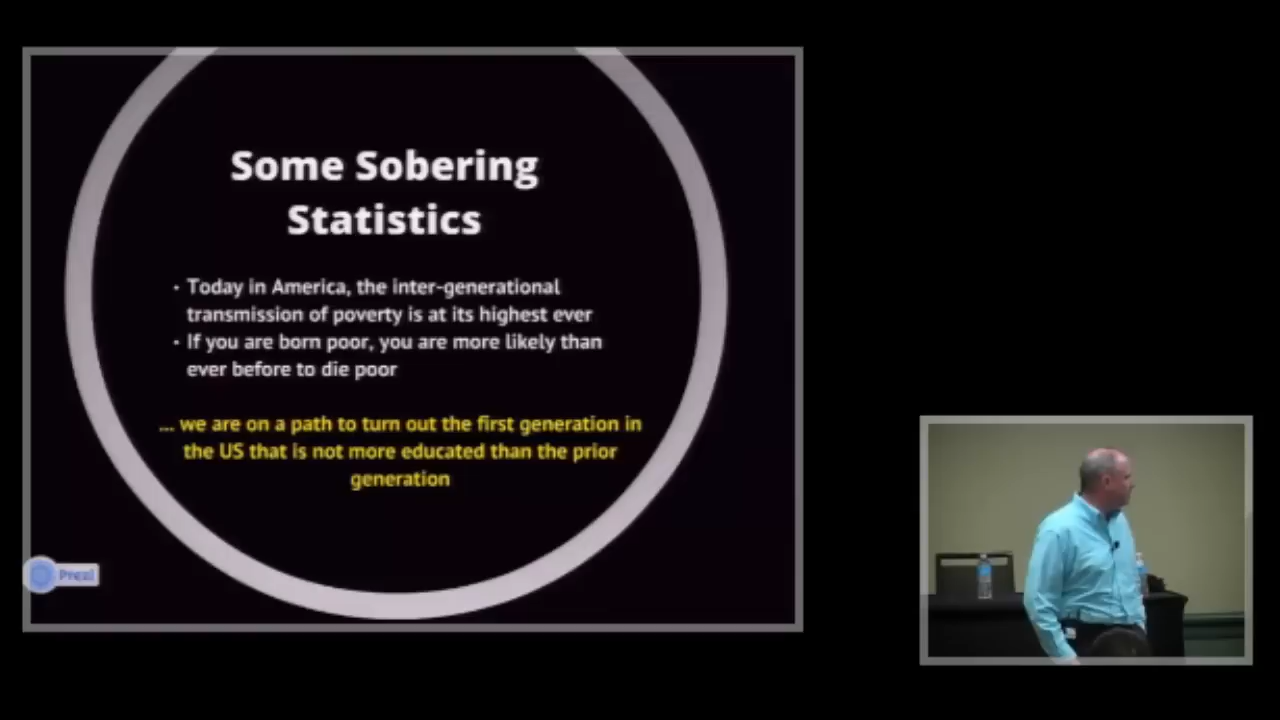 Some Sobering
Statistics
• Today in America, the inter-generational
transmission of poverty is at its highest ever
• If you are born poor, you are more likely than
ever before to die poor
... we are on a path to turn out the first generation in
the US that is not more educated than the prior
generation
Prezi